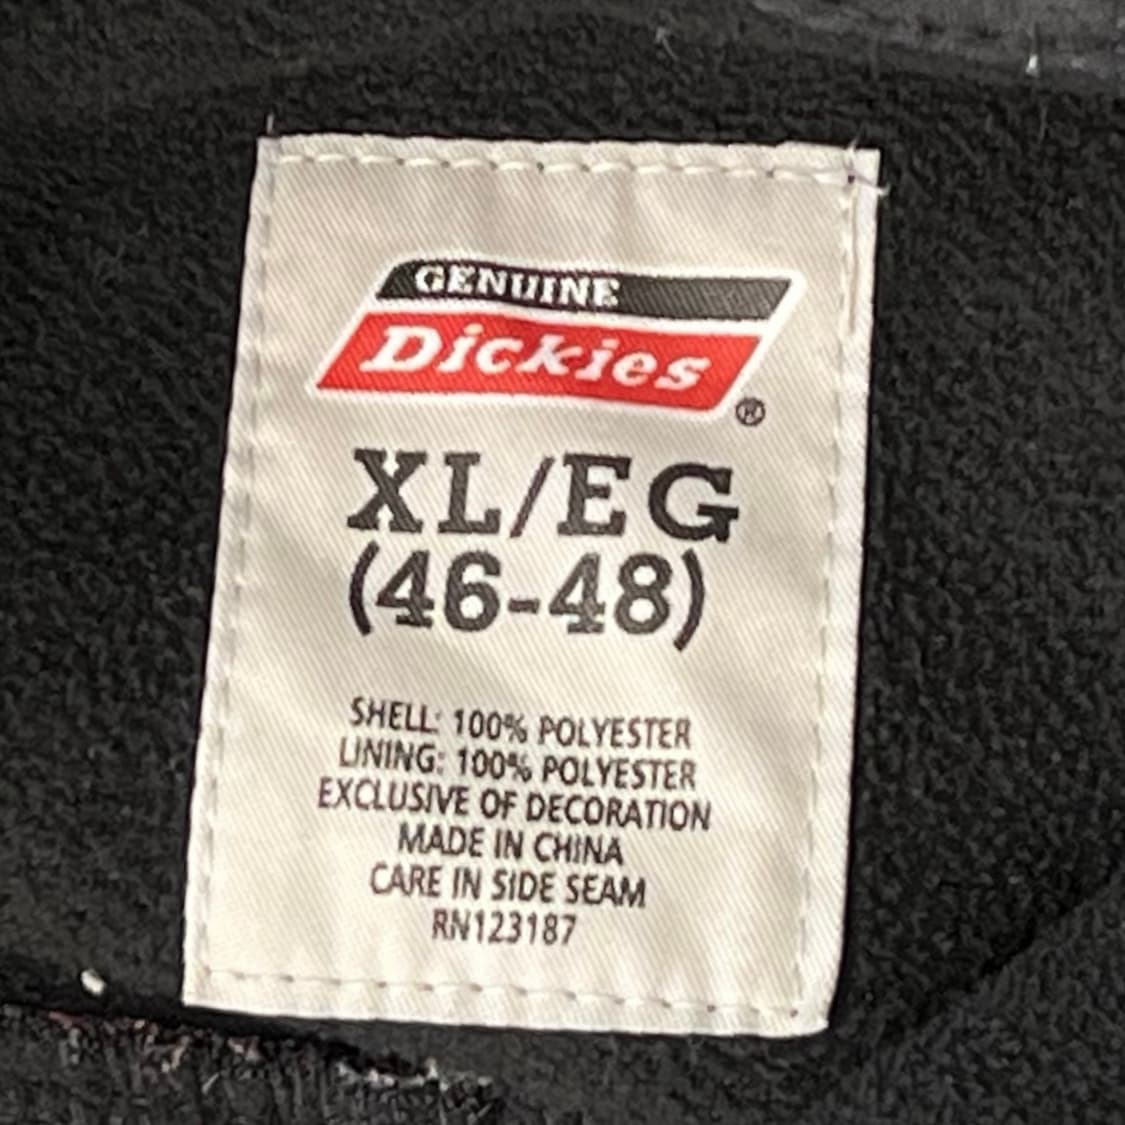 GENUINE
Dickies
®
XL/EG
(46-48)
SHELL: 100% POLYESTER
LINING: 100% POLYESTER
EXCLUSIVE OF DECORATION
MADE IN CHINA
CARE IN SIDE SEAM
RN123187